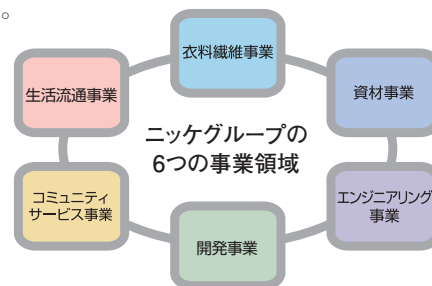 。
衣料繊維事業
生活流通事業
資材事業
ニッケグループの
6つの事業領域
コミュニティ
サービス事業
エンジニアリング
事業
開発事業